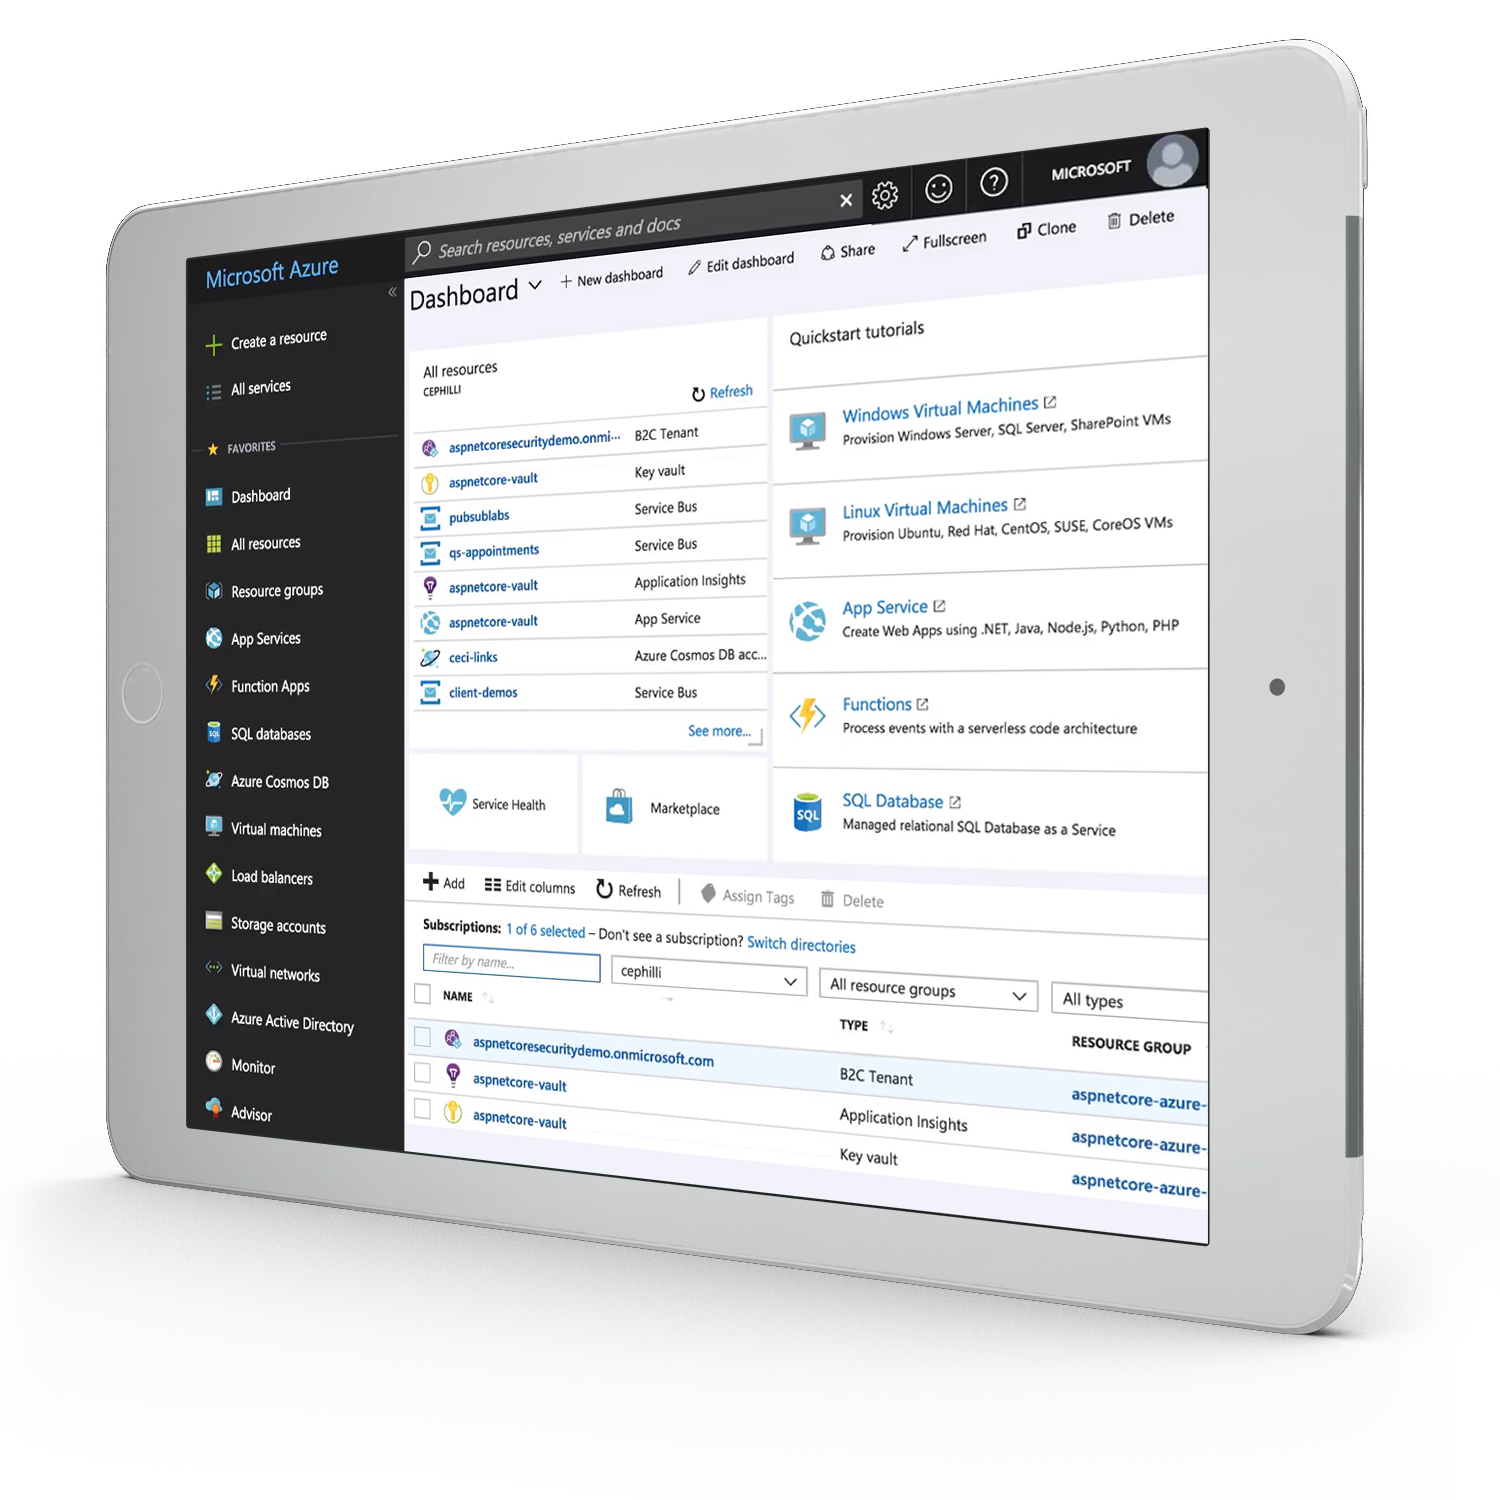 Microsoft Azure
«
Create a resource
All services
FAVORITES
Dashboard
All resources
Resource groups
App Services
Function Apps
SQL databases
Azure Cosmos DB
Virtual machines
Load balancers
Storage accounts
Virtual networks
Azure Active Directory
Monitor
Advisor
Search resources, services and docs
MICROSOFT
Dashboard
+ New dashboard
Edit dashboard
Share
Fullscreen
Clone
Delete
All resources
CEPHILLI
Refresh
aspnetcoresecuritydemo.onmi... B2C Tenant
aspnetcore-vault Key vault
pubsublabs Service Bus
qs-appointments Service Bus
aspnetcore-vault Application Insights
aspnetcore-vault App Service
ceci-links Azure Cosmos DB acc...
client-demos Service Bus
See more...
Service Health
Marketplace
Quickstart tutorials
Windows Virtual Machines
Provision Windows Server, SQL Server, SharePoint VMs
Linux Virtual Machines
Provision Ubuntu, Red Hat, CentOS, SUSE, CoreOS VMs
App Service
Create Web Apps using .NET, Java, Node.js, Python, PHP
Functions
Process events with a serverless code architecture
SQL
SQL Database
Managed relational SQL Database as a Service
Add
Edit columns
Refresh
Assign Tags
Delete
Subscriptions: 1 of 6 selected – Don't see a subscription? Switch directories
Filter by name...
cephilli
All resource groups
All types
NAME
TYPE
RESOURCE GROUP
aspnetcoresecuritydemo.onmicrosoft.com B2C Tenant aspnetcore-azure-
aspnetcore-vault Application Insights aspnetcore-azure-
aspnetcore-vault Key vault aspnetcore-azure-